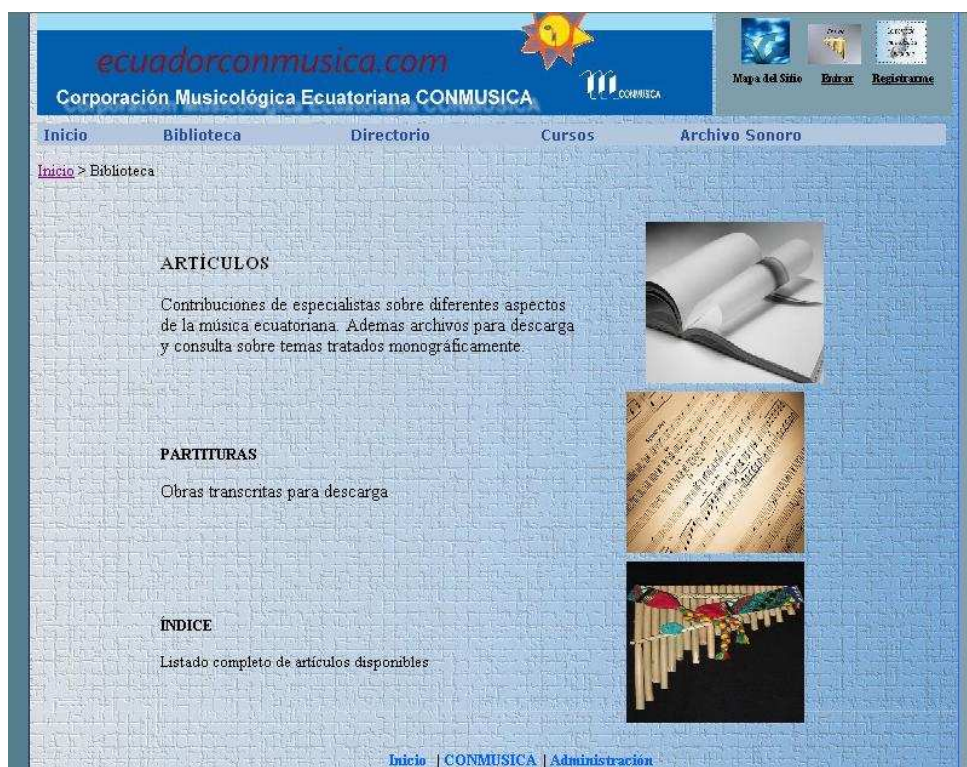 ecuadorconmusica.com
Corporación Musicológica Ecuatoriana CONMUSICA
CONMUSICA
Mapa del Sitio
Entrar
Registrarme
Inicio Biblioteca Directorio Cursos Archivo Sonoro
Inicio > Biblioteca
ARTÍCULOS
Contribuciones de especialistas sobre diferentes aspectos
de la música ecuatoriana. Ademas archivos para descarga
y consulta sobre temas tratados monográficamente.
PARTITURAS
Obras transcritas para descarga
ÍNDICE
Listado completo de artículos disponibles
Inicio | CONMUSICA | Administración